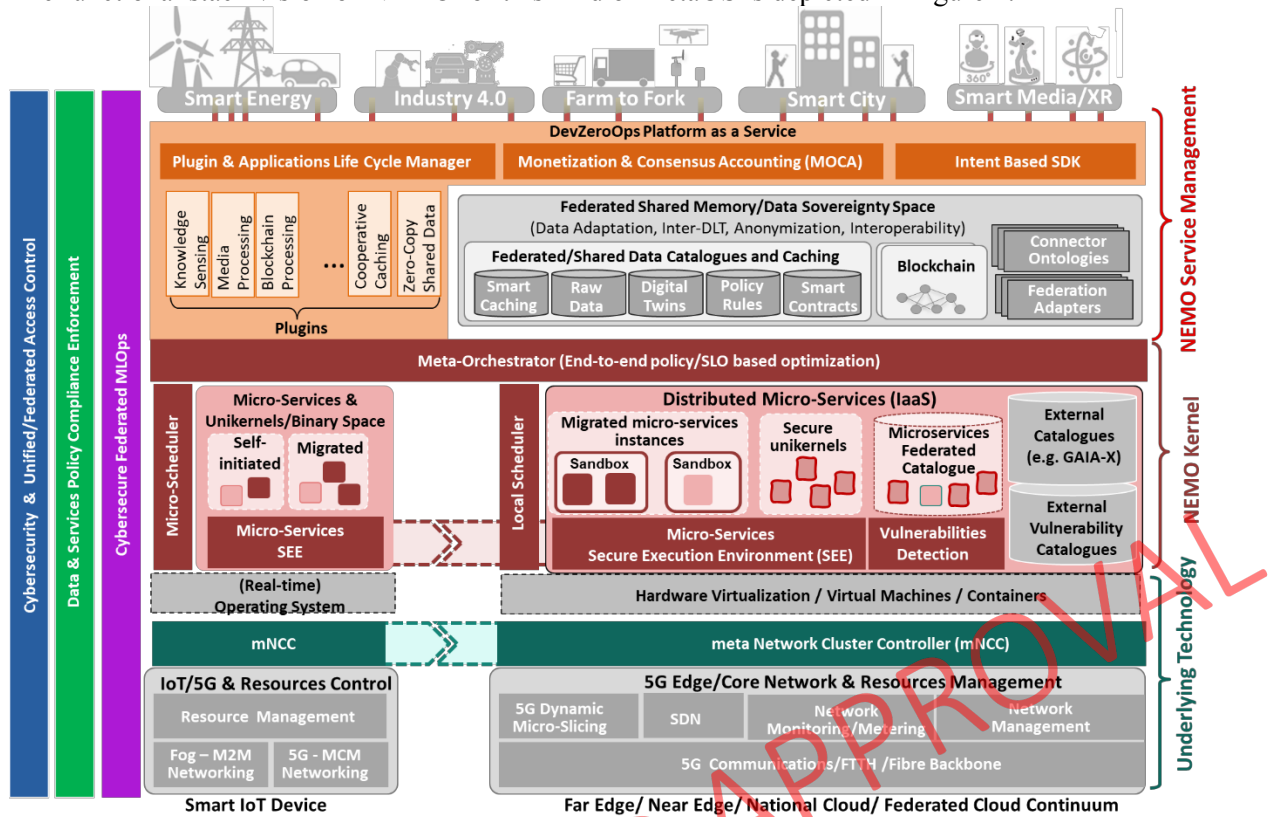 360°
Smart Energy
Industry 4.0
Farm to Fork
Smart City
Smart Media/XR
Cybersecurity & Unified/Federated Access Control
Data & Services Policy Compliance Enforcement
Cybersecure Federated MLOps
DevZeroOps Platform as a Service
Plugin & Applications Life Cycle Manager
Monetization & Consensus Accounting (MOCA)
Intent Based SDK
Knowledge
Sensing
Media
Processing
Blockchain
Processing
...
Cooperative
Caching
Zero-Copy
Shared Data
Plugins
Federated Shared Memory/Data Sovereignty Space
(Data Adaptation, Inter-DLT, Anonymization, Interoperability)
Federated/Shared Data Catalogues and Caching
Smart
Caching
Raw
Data
Digital
Twins
Policy
Rules
Smart
Contracts
Blockchain
Connector
Ontologies
Federation
Adapters
NEMO Service Management
Meta-Orchestrator (End-to-end policy/SLO based optimization)
Micro-Scheduler
Micro-Services &
Unikernels/Binary Space
Self-
initiated
Migrated
Micro-Services
SEE
Local Scheduler
Distributed Micro-Services (IaaS)
Migrated micro-services
instances
Sandbox
Sandbox
Secure
unikernels
Microservices
Federated
Catalogue
Micro-Services
Secure Execution Environment (SEE)
Vulnerabilities
Detection
External
Catalogues
(e.g. GAIA-X)
External
Vulnerability
Catalogues
NEMO Kernel
(Real-time)
Operating System
Hardware Virtualization / Virtual Machines / Containers
mNCC
meta Network Cluster Controller (mNCC)
IoT/5G & Resources Control
Resource Management
Fog – M2M
Networking
5G - MCM
Networking
5G Edge/Core Network & Resources Management
5G Dynamic
Micro-Slicing
SDN
Network
Monitoring/Metering
Network
Management
5G Communications/FTTH /Fibre Backbone
Underlying Technology
Smart IoT Device
Far Edge/ Near Edge/ National Cloud/ Federated Cloud Continuum
APPROVAL